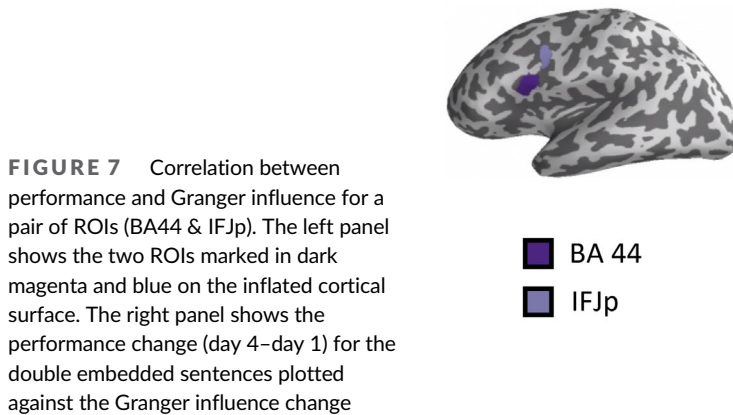 FIGURE 7 Correlation between
performance and Granger influence for a
pair of ROIs (BA44 & IFJp). The left panel
shows the two ROIs marked in dark
magenta and blue on the inflated cortical
surface. The right panel shows the
performance change (day 4–day 1) for the
double embedded sentences plotted
against the Granger influence change
BA 44
IFJp